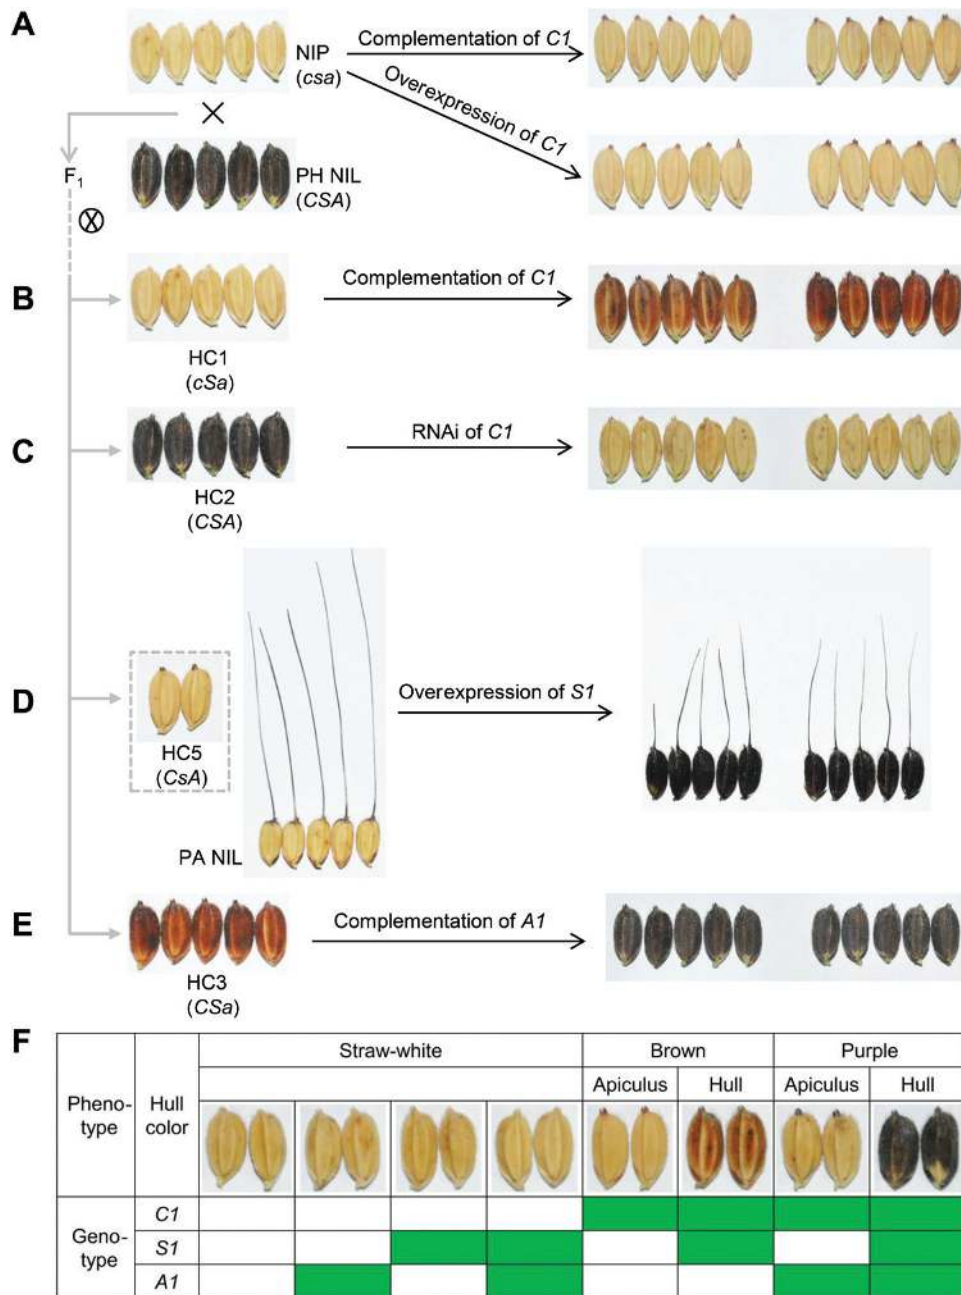 A
NIP
(csa)
Complementation of C1
Overexpression of C1
F1
PH NIL
(CSA)
B
Complementation of C1
HC1
(cSa)
C
RNAi of C1
HC2
(CSA)
D
HC5
(CsA)
PA NIL
Overexpression of S1
E
Complementation of A1
HC3
(CSa)
F
Pheno-
type
Hull
color
Straw-white
Brown
Purple
Apiculus
Hull
Apiculus
Hull
Geno-
type
C1
S1
A1